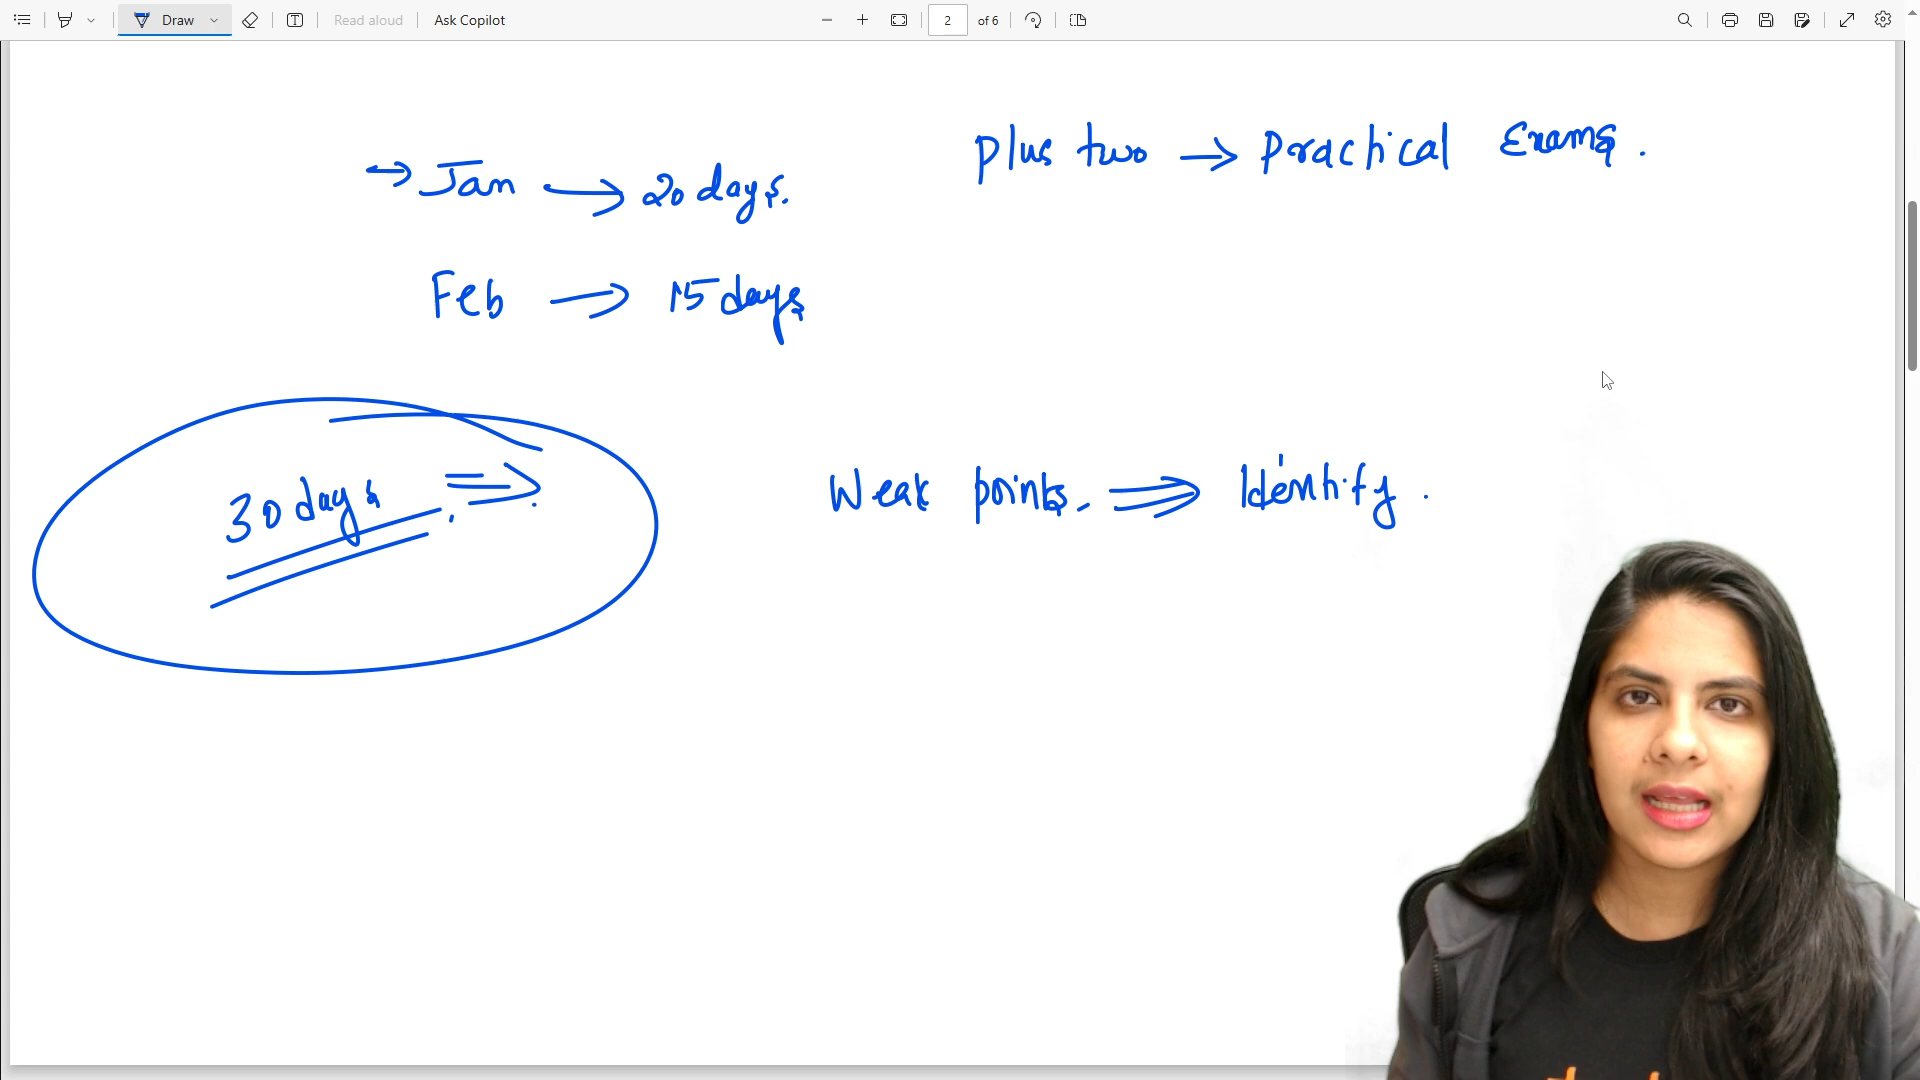 Draw
Read aloud
Ask Copilot
2 of 6
Plus two → Practical Exams.
→ Jan → 20 days.
Feb → 15 days
30 days. ⇒
Weak points. ⇒ Identify.